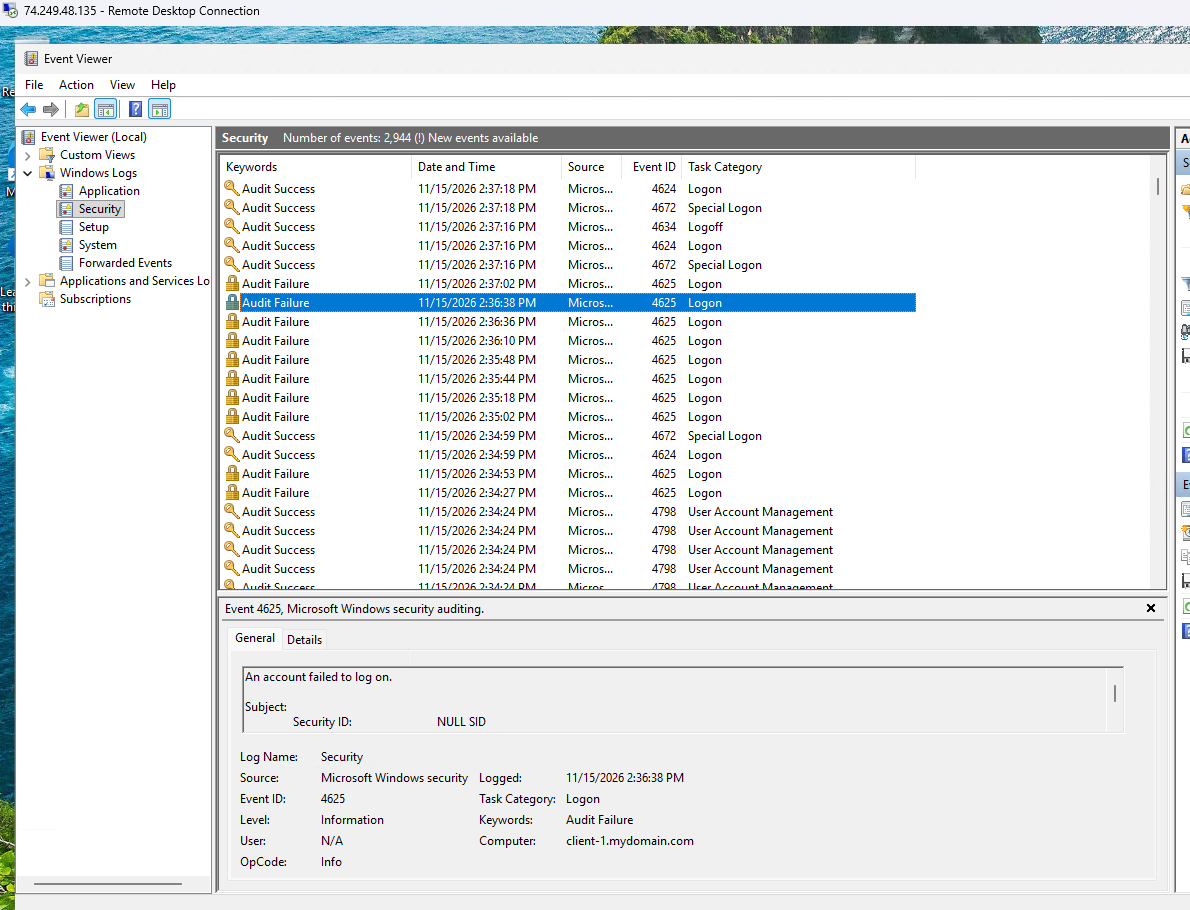 74.249.48.135 - Remote Desktop Connection
Event Viewer
File Action View Help
Event Viewer (Local)
Custom Views
Windows Logs
Application
Security
Setup
System
Forwarded Events
Applications and Services Lo
Subscriptions
Security Number of events: 2,944 (!) New events available
Keywords Date and Time Source Event ID Task Category
Audit Success 11/15/2026 2:37:18 PM Micros... 4624 Logon
Audit Success 11/15/2026 2:37:18 PM Micros... 4672 Special Logon
Audit Success 11/15/2026 2:37:16 PM Micros... 4634 Logoff
Audit Success 11/15/2026 2:37:16 PM Micros... 4624 Logon
Audit Success 11/15/2026 2:37:16 PM Micros... 4672 Special Logon
Audit Failure 11/15/2026 2:37:02 PM Micros... 4625 Logon
Audit Failure 11/15/2026 2:36:38 PM Micros... 4625 Logon
Audit Failure 11/15/2026 2:36:36 PM Micros... 4625 Logon
Audit Failure 11/15/2026 2:36:10 PM Micros... 4625 Logon
Audit Failure 11/15/2026 2:35:48 PM Micros... 4625 Logon
Audit Failure 11/15/2026 2:35:44 PM Micros... 4625 Logon
Audit Failure 11/15/2026 2:35:18 PM Micros... 4625 Logon
Audit Failure 11/15/2026 2:35:02 PM Micros... 4625 Logon
Audit Success 11/15/2026 2:34:59 PM Micros... 4672 Special Logon
Audit Success 11/15/2026 2:34:59 PM Micros... 4624 Logon
Audit Failure 11/15/2026 2:34:53 PM Micros... 4625 Logon
Audit Failure 11/15/2026 2:34:27 PM Micros... 4625 Logon
Audit Success 11/15/2026 2:34:24 PM Micros... 4798 User Account Management
Audit Success 11/15/2026 2:34:24 PM Micros... 4798 User Account Management
Audit Success 11/15/2026 2:34:24 PM Micros... 4798 User Account Management
Audit Success 11/15/2026 2:34:24 PM Micros... 4798 User Account Management
Audit Success 11/15/2026 2:34:24 PM Micros... 4798 User Account Management
Event 4625, Microsoft Windows security auditing.
General Details
An account failed to log on.
Subject:
Security ID: NULL SID
Log Name: Security
Source: Microsoft Windows security Logged: 11/15/2026 2:36:38 PM
Event ID: 4625 Task Category: Logon
Level: Information Keywords: Audit Failure
User: N/A Computer: client-1.mydomain.com
OpCode: Info